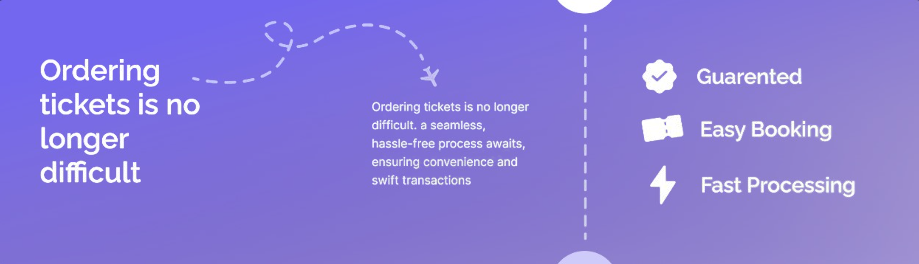 Ordering
tickets is no
longer
difficult
Ordering tickets is no longer
difficult. a seamless,
hassle-free process awaits,
ensuring convenience and
swift transactions
Guarented
Easy Booking
Fast Processing